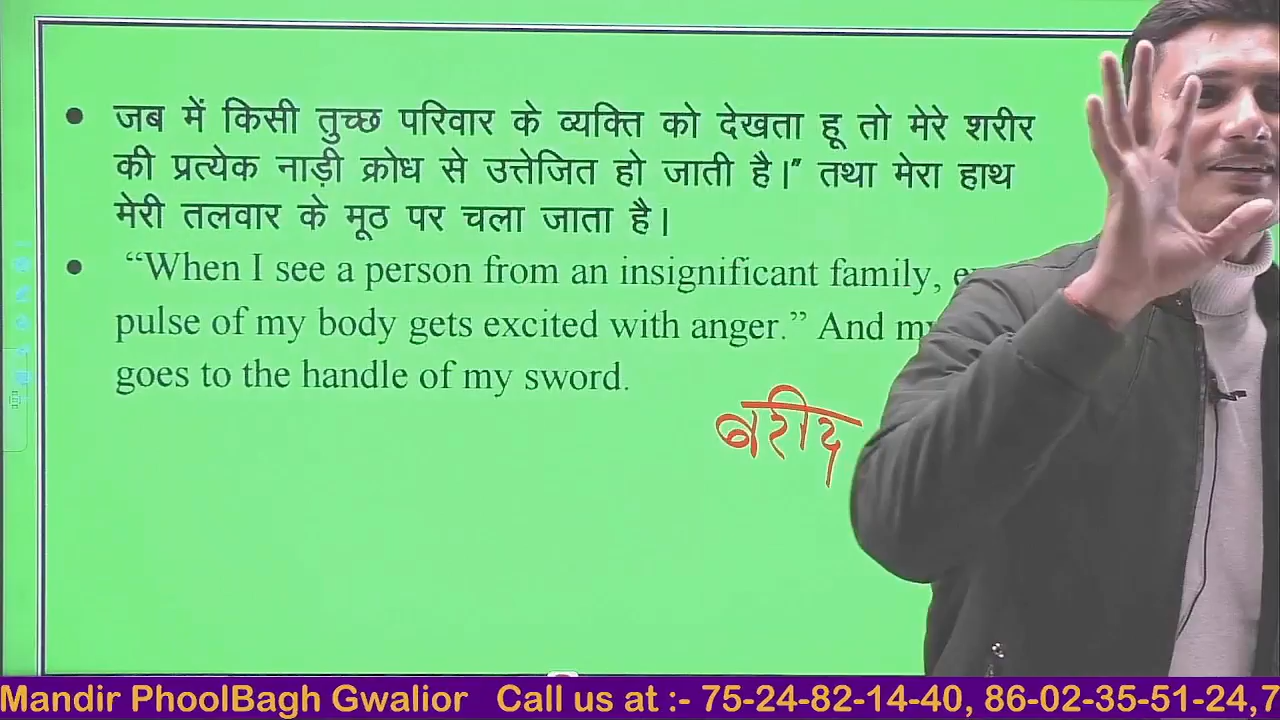 जब में किसी तुच्छ परिवार के व्यक्ति को देखता हू तो मेरे शरीर
की प्रत्येक नाड़ी क्रोध से उत्तेजित हो जाती है।” तथा मेरा हाथ
मेरी तलवार के मूठ पर चला जाता है।
“When I see a person from an insignificant family,
pulse of my body gets excited with anger.” And my
goes to the handle of my sword.
बरीद
Mandir PhoolBagh Gwalior Call us at :- 75-24-82-14-40, 86-02-35-51-24,7